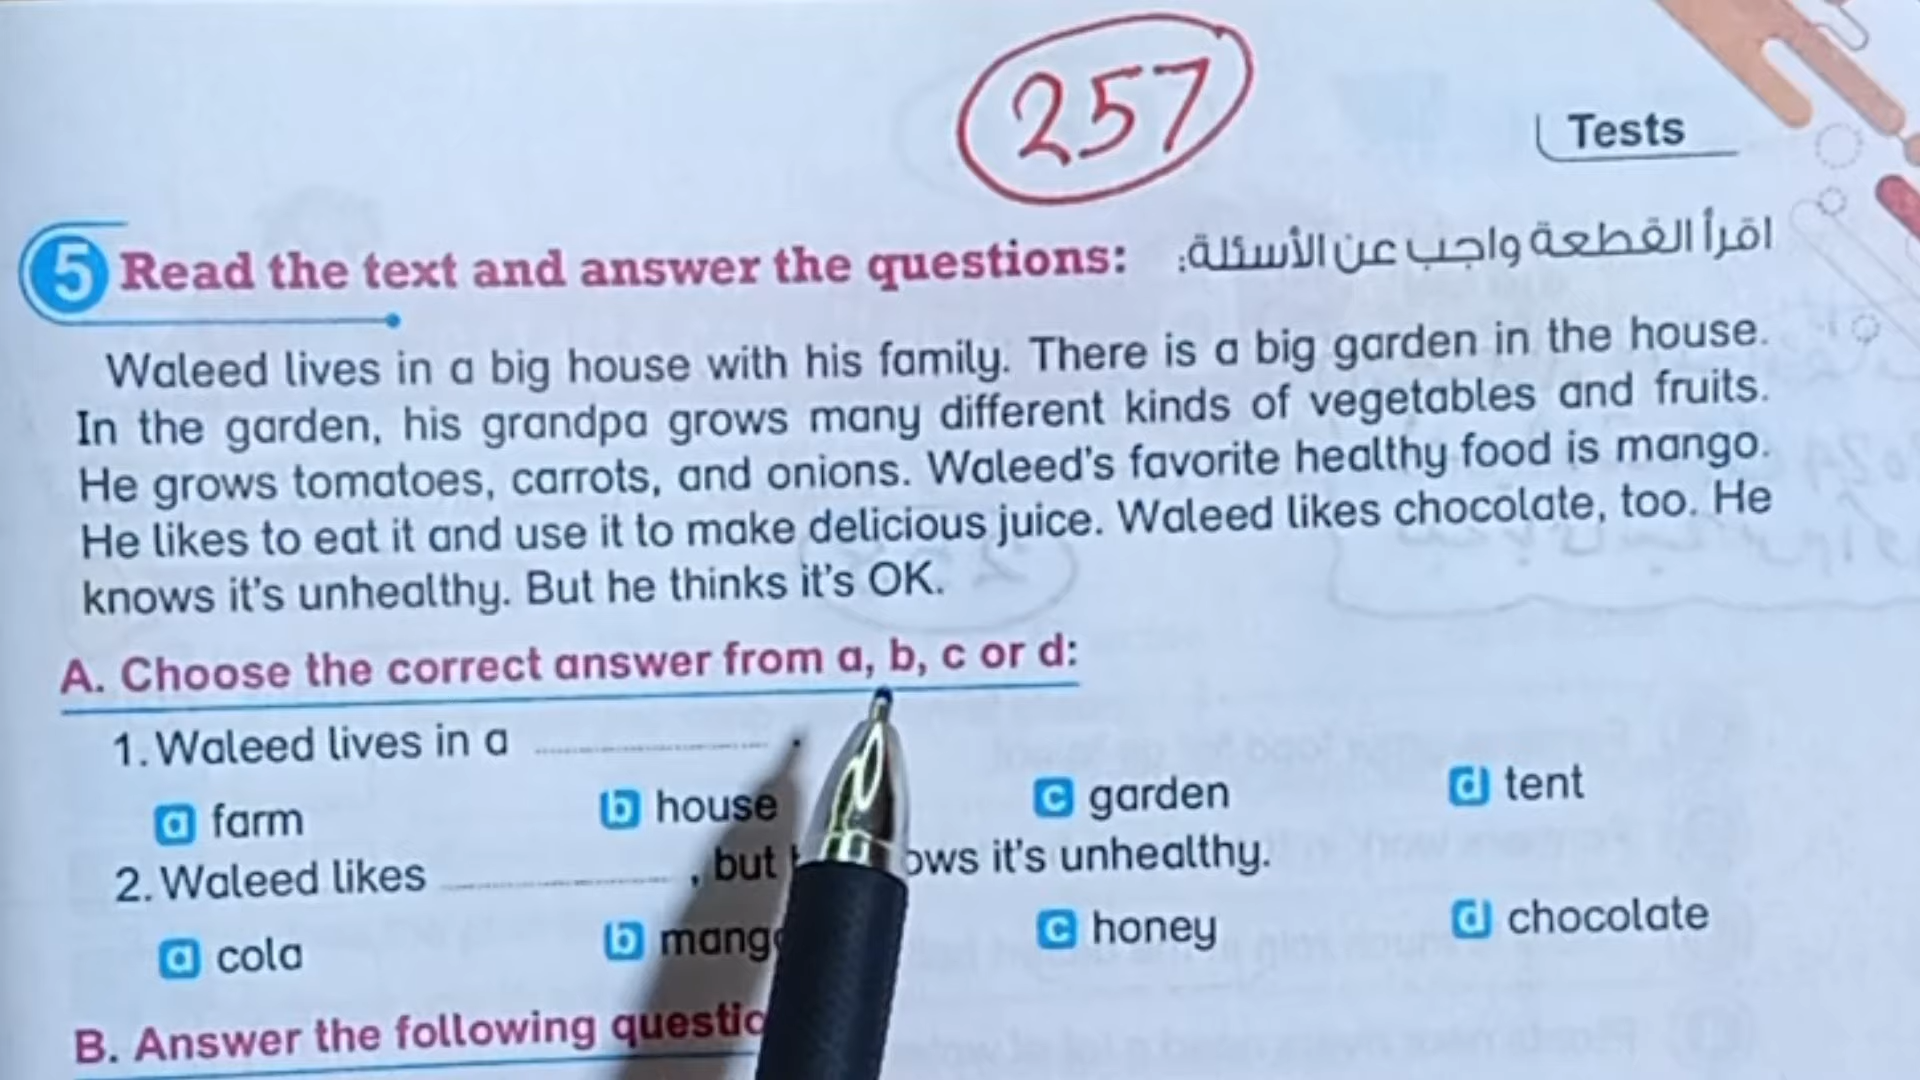 257
Tests
5 Read the text and answer the questions: اقرأ القطعة واجب عن الأسئلة:
Waleed lives in a big house with his family. There is a big garden in the house.
In the garden, his grandpa grows many different kinds of vegetables and fruits.
He grows tomatoes, carrots, and onions. Waleed's favorite healthy food is mango.
He likes to eat it and use it to make delicious juice. Waleed likes chocolate, too. He
knows it's unhealthy. But he thinks it's OK.
A. Choose the correct answer from a, b, c or d:
1. Waleed lives in a .................... .
a farm b house c garden d tent
2. Waleed likes ...................., but it's unhealthy.
a cola b c honey d chocolate
B. Answer the following